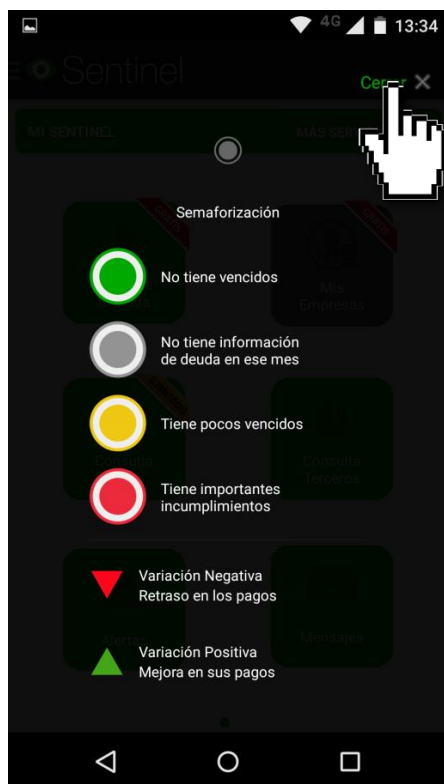 4G 13:34
Sentinel
Cerrar ✕
MI SENTINEL
Semaforización
No tiene vencidos
Mis
Empresas
No tiene información
de deuda en ese mes
Tiene pocos vencidos
Consulta
Consulta
Terceros
Tiene importantes
incumplimientos
Variación Negativa
Retraso en los pagos
Alertas
Mensajes
Variación Positiva
Mejora en sus pagos